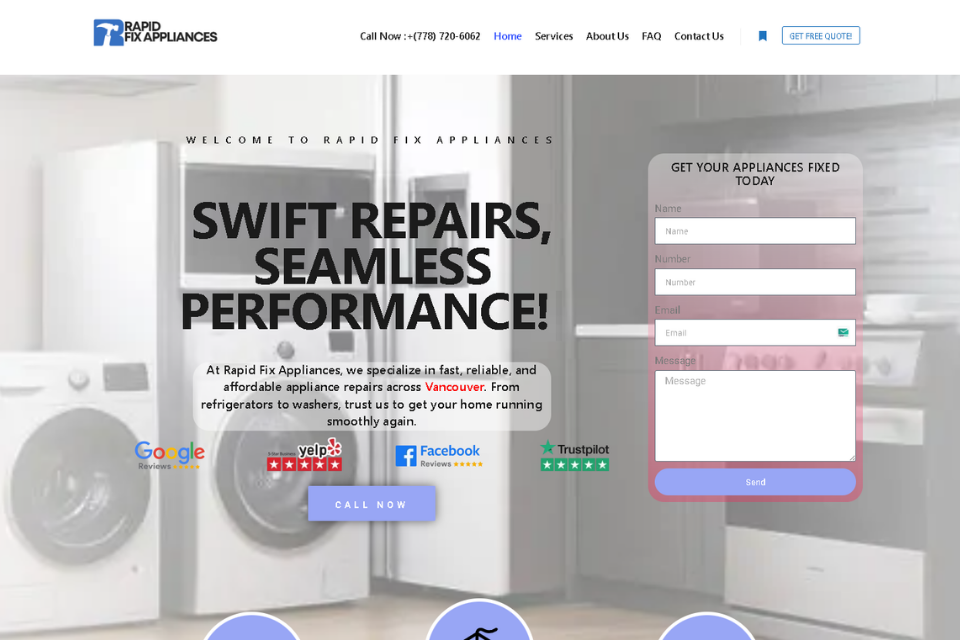 RAPID
FIX APPLIANCES
Call Now :+(778) 720-6062
Home
Services
About Us
FAQ
Contact Us
GET FREE QUOTE!
WELCOME TO RAPID FIX APPLIANCES
SWIFT REPAIRS,
SEAMLESS
PERFORMANCE!
At Rapid Fix Appliances, we specialize in fast, reliable, and
affordable appliance repairs across Vancouver. From
refrigerators to washers, trust us to get your home running
smoothly again.
Google
Reviews
yelp
Facebook
Reviews
Trustpilot
CALL NOW
GET YOUR APPLIANCES FIXED
TODAY
Name
Name
Number
Number
Email
Email
Message
Message
Send